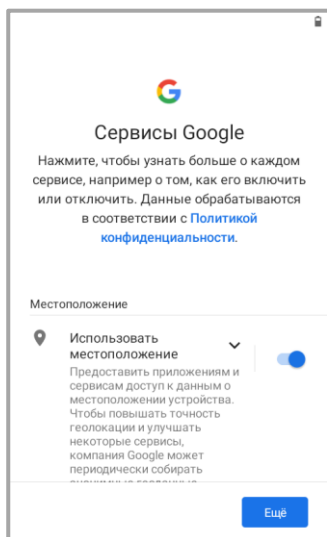 Сервисы Google
Нажмите, чтобы узнать больше о каждом
сервисе, например о том, как его включить
или отключить. Данные обрабатываются
в соответствии с Политикой
конфиденциальности.
Местоположение
Использовать
местоположение
Предоставить приложениям и
сервисам доступ к данным о
местоположении устройства.
Чтобы повышать точность
геолокации и улучшать
некоторые сервисы,
компания Google может
периодически собирать
Ещё